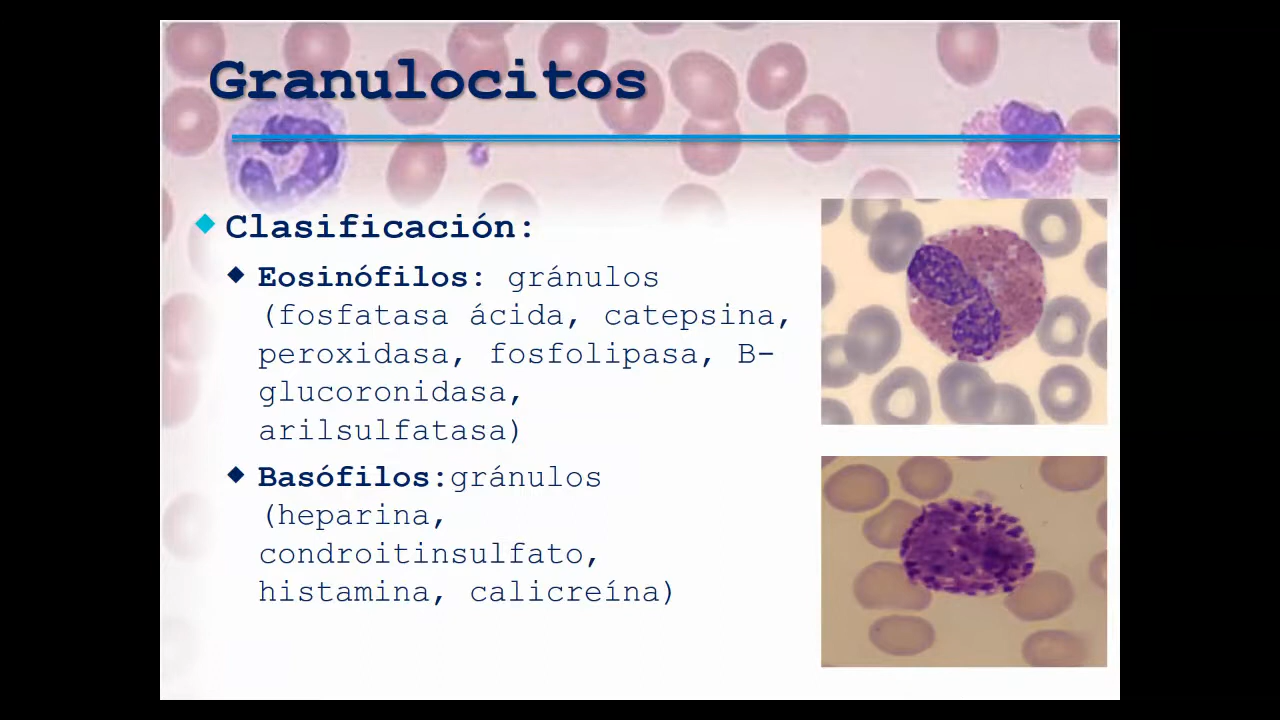 Granulocitos
Clasificación:
Eosinófilos: gránulos
(fosfatasa ácida, catepsina,
peroxidasa, fosfolipasa, B-
glucoronidasa,
arilsulfatasa)
Basófilos:gránulos
(heparina,
condroitinsulfato,
histamina, calicreína)